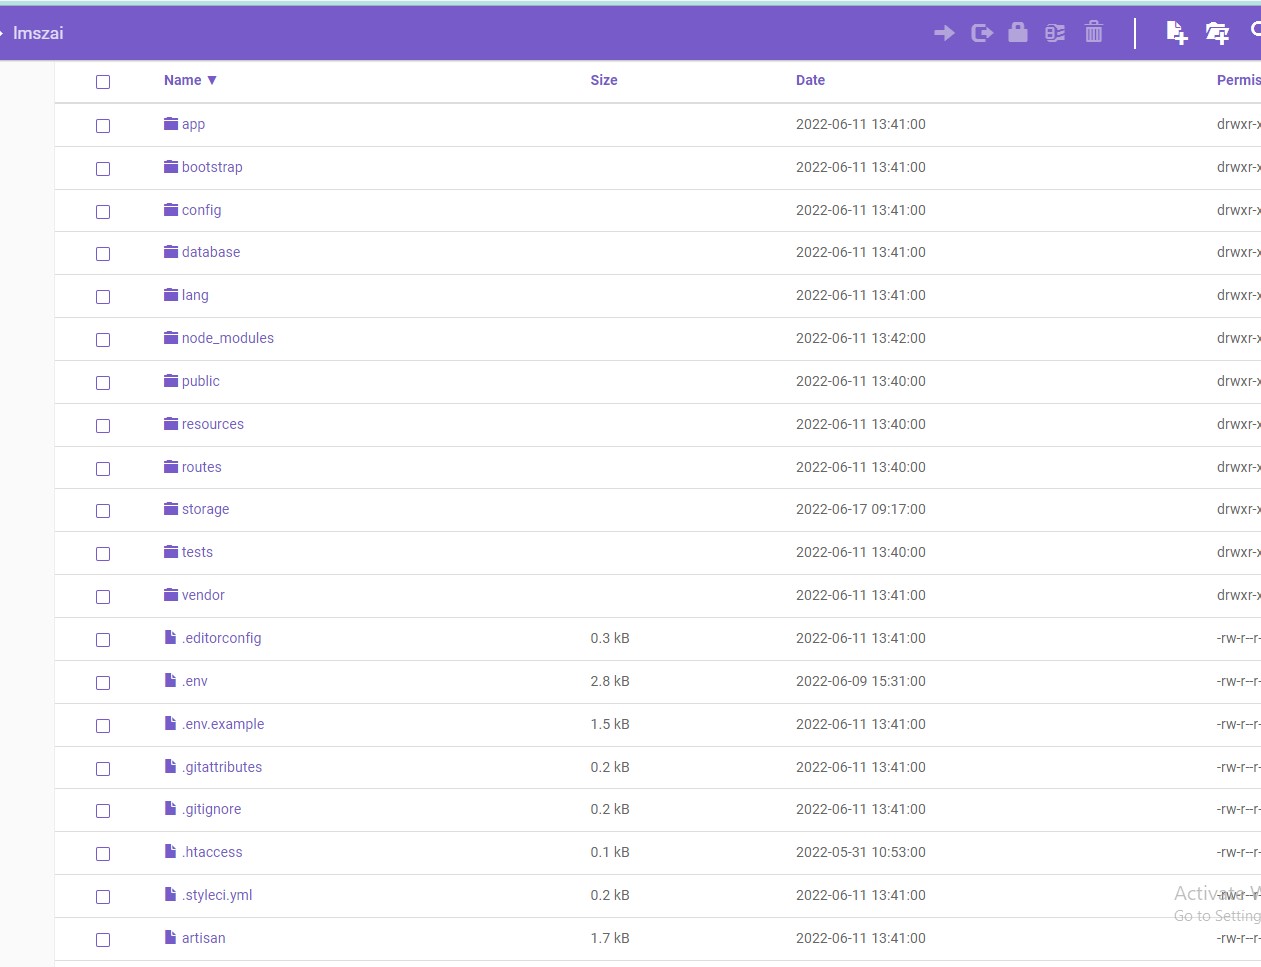 lmszai
Name ▼ Size Date Permis
app 2022-06-11 13:41:00 drwxr-x
bootstrap 2022-06-11 13:41:00 drwxr-x
config 2022-06-11 13:41:00 drwxr-x
database 2022-06-11 13:41:00 drwxr-x
lang 2022-06-11 13:41:00 drwxr-x
node_modules 2022-06-11 13:42:00 drwxr-x
public 2022-06-11 13:40:00 drwxr-x
resources 2022-06-11 13:40:00 drwxr-x
routes 2022-06-11 13:40:00 drwxr-x
storage 2022-06-17 09:17:00 drwxr-x
tests 2022-06-11 13:40:00 drwxr-x
vendor 2022-06-11 13:41:00 drwxr-x
.editorconfig 0.3 kB 2022-06-11 13:41:00 -rw-r--r-
.env 2.8 kB 2022-06-09 15:31:00 -rw-r--r-
.env.example 1.5 kB 2022-06-11 13:41:00 -rw-r--r-
.gitattributes 0.2 kB 2022-06-11 13:41:00 -rw-r--r-
.gitignore 0.2 kB 2022-06-11 13:41:00 -rw-r--r-
.htaccess 0.1 kB 2022-05-31 10:53:00 -rw-r--r-
.styleci.yml 0.2 kB 2022-06-11 13:41:00 -rw-r--r-
Activate W
Go to Setting
artisan 1.7 kB 2022-06-11 13:41:00 -rw-r--r-